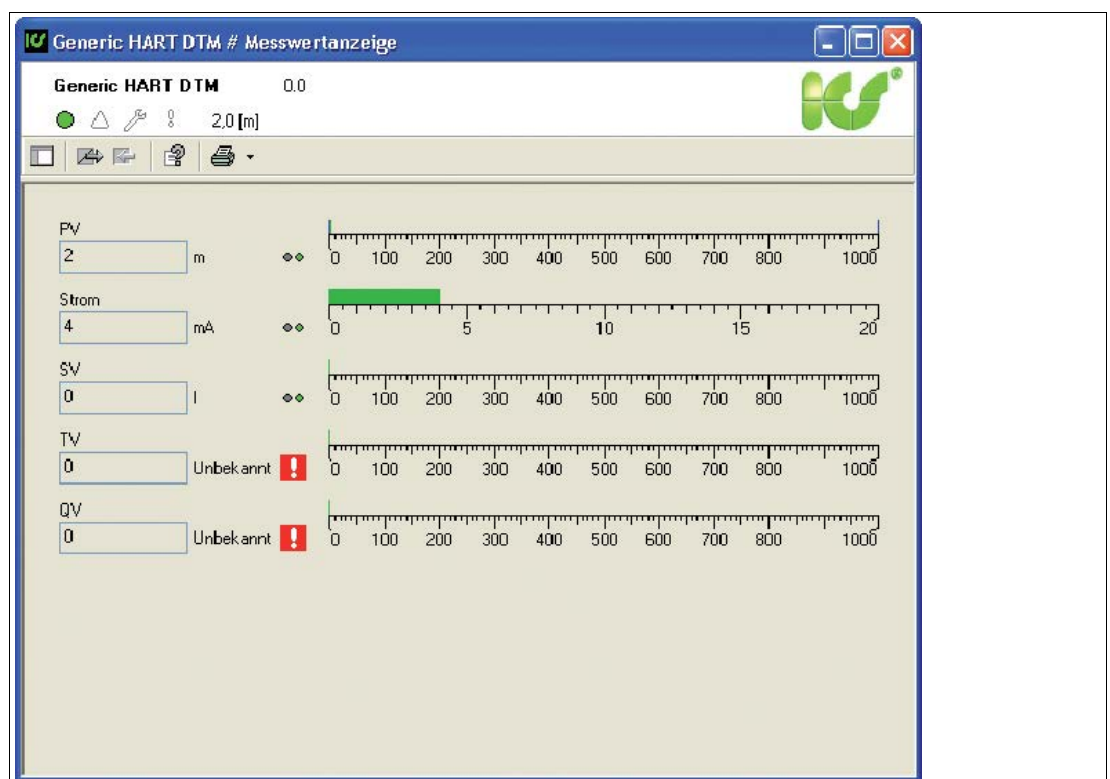 Generic HART DTM # Messwertanzeige
Generic HART DTM 0.0
2,0 [m]
PV
2 m
0 100 200 300 400 500 600 700 800 1000
Strom
4 mA
0 5 10 15 20
SV
0 l
0 100 200 300 400 500 600 700 800 1000
TV
0 Unbekannt !
0 100 200 300 400 500 600 700 800 1000
QV
0 Unbekannt !
0 100 200 300 400 500 600 700 800 1000